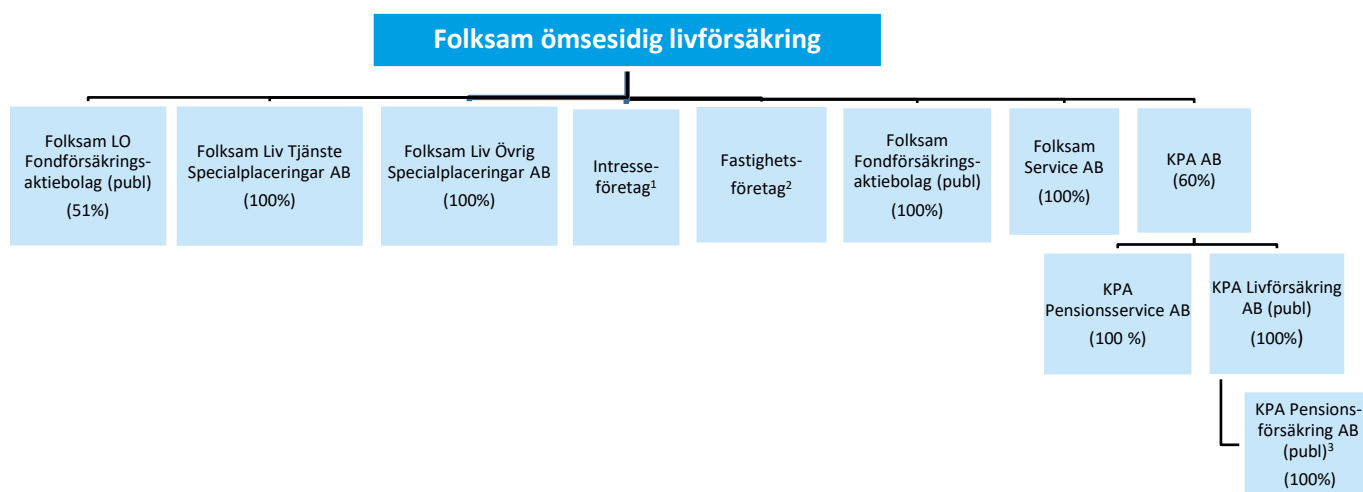 Folksam ömsesidig livförsäkring
Folksam LO
Fondförsäkrings-
aktiebolag (publ)
(51%)
Folksam Liv Tjänste
Specialplaceringar AB
(100%)
Folksam Liv Övrig
Specialplaceringar AB
(100%)
Intresse-
företag¹
Fastighets-
företag²
Folksam
Fondförsäkrings-
aktiebolag (publ)
(100%)
Folksam
Service AB
(100%)
KPA AB
(60%)
KPA
Pensionsservice AB
(100 %)
KPA Livförsäkring
AB (publ)
(100%)
KPA Pensions-
försäkring AB
(publ)³
(100%)